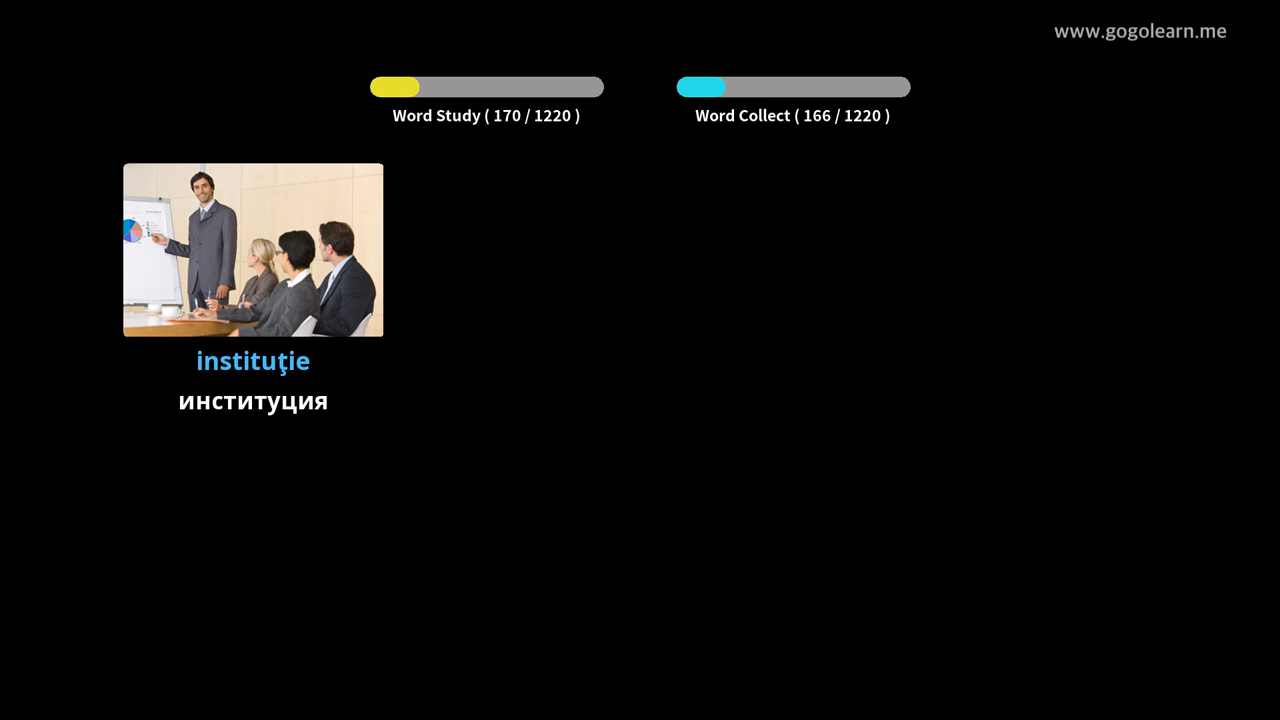 www.gogolearn.me
Word Study ( 170 / 1220 )
Word Collect ( 166 / 1220 )
instituţie
институция